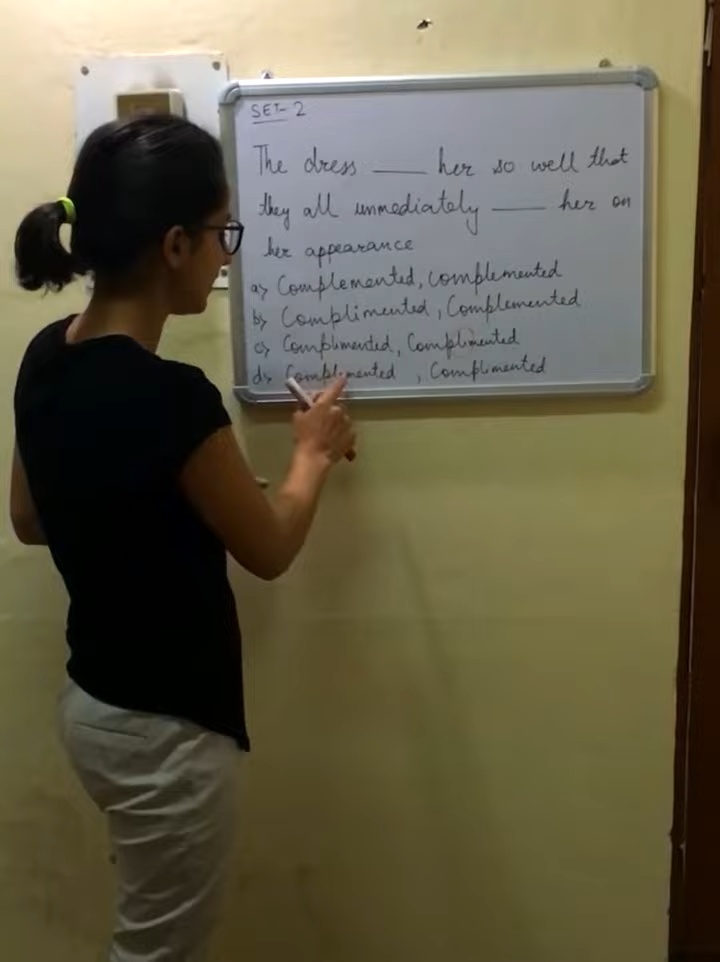 SET-2
The dress ____ her so well that
they all immediately ____ her on
her appearance
a) Complemented, complemented
b) Complimented, Complemented
c) Complimented, Complimented
d) Complimented, Complimented